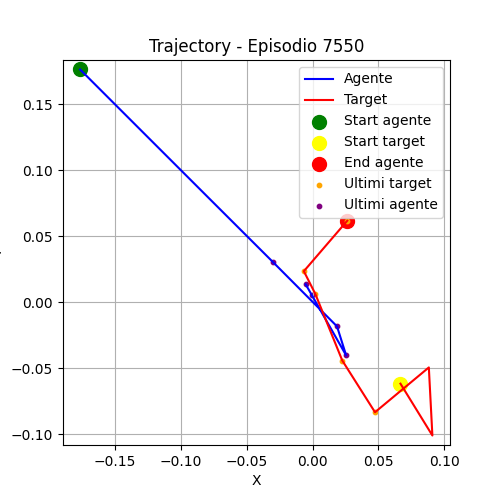 Trajectory - Episodio 7550
Agente
Target
Start agente
Start target
End agente
Ultimi target
Ultimi agente
0.15
0.10
0.05
0.00
−0.05
−0.10
−0.15
−0.10
−0.05
0.00
0.05
0.10
X